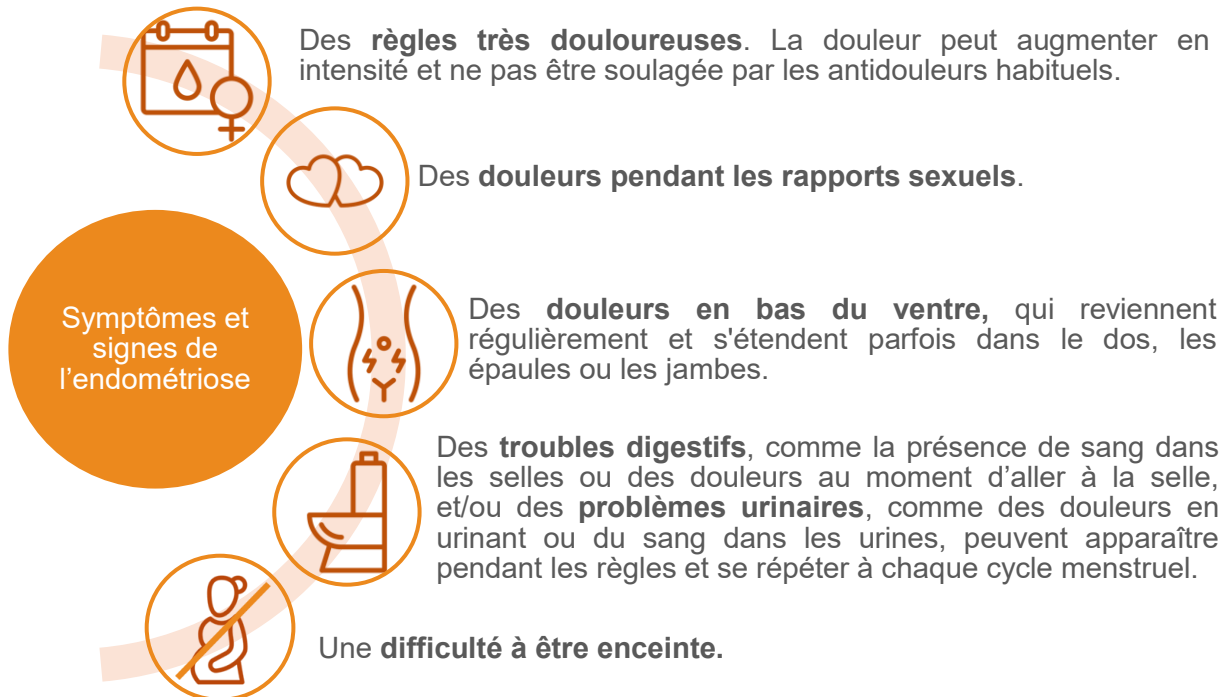 Des règles très douloureuses. La douleur peut augmenter en
intensité et ne pas être soulagée par les antidouleurs habituels.
Des douleurs pendant les rapports sexuels.
Symptômes et
signes de
l’endométriose
Des douleurs en bas du ventre, qui reviennent
régulièrement et s'étendent parfois dans le dos, les
épaules ou les jambes.
Des troubles digestifs, comme la présence de sang dans
les selles ou des douleurs au moment d’aller à la selle,
et/ou des problèmes urinaires, comme des douleurs en
urinant ou du sang dans les urines, peuvent apparaître
pendant les règles et se répéter à chaque cycle menstruel.
Une difficulté à être enceinte.